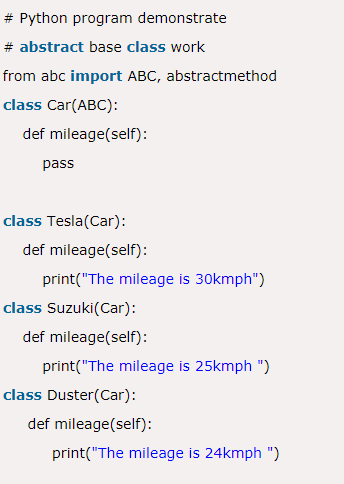 # Python program demonstrate
# abstract base class work
from abc import ABC, abstractmethod
class Car(ABC):
    def mileage(self):
        pass

class Tesla(Car):
    def mileage(self):
        print("The mileage is 30kmph")
class Suzuki(Car):
    def mileage(self):
        print("The mileage is 25kmph ")
class Duster(Car):
     def mileage(self):
          print("The mileage is 24kmph ")